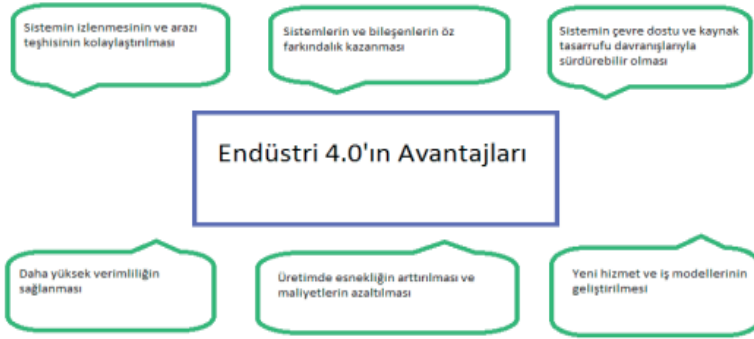 Sistemin izlenmesinin ve arazi
teşhisinin kolaylaştırılması
Sistemlerin ve bileşenlerin öz
farkındalık kazanması
Sistemin çevre dostu ve kaynak
tasarrufu davranışlarıyla
sürdürebilir olması
Endüstri 4.0'ın Avantajları
Daha yüksek verimliliğin
sağlanması
Üretimde esnekliğin arttırılması ve
maliyetlerin azaltılması
Yeni hizmet ve iş modellerinin
geliştirilmesi